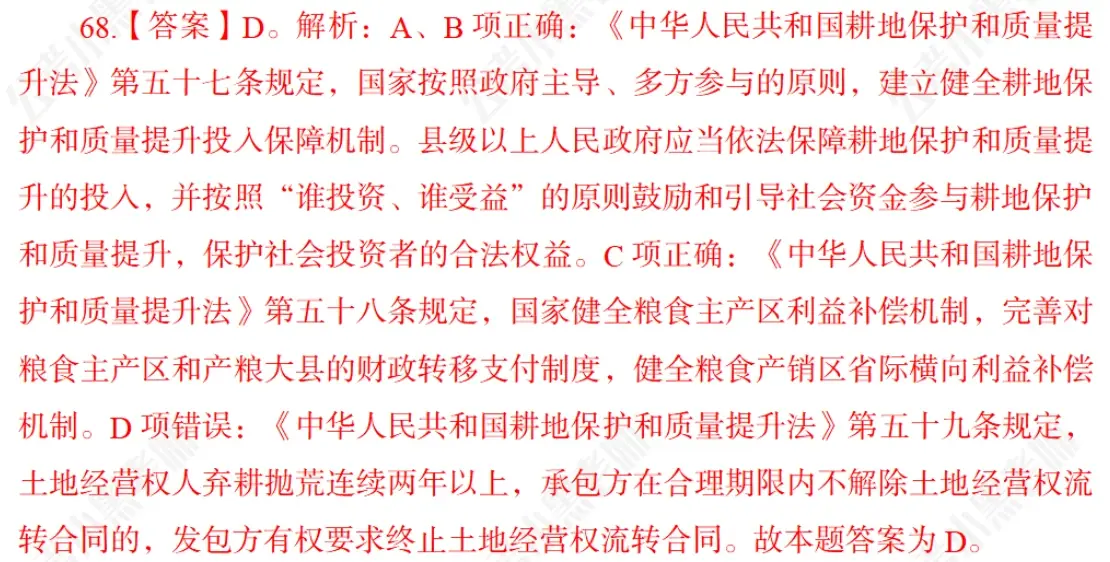 68.【答案】D。解析：A、B 项正确：《中华人民共和国耕地保护和质量提
升法》第五十七条规定，国家按照政府主导、多方参与的原则，建立健全耕地保
护和质量提升投入保障机制。县级以上人民政府应当依法保障耕地保护和质量提
升的投入，并按照“谁投资、谁受益”的原则鼓励和引导社会资金参与耕地保护
和质量提升，保护社会投资者的合法权益。C 项正确：《中华人民共和国耕地保
护和质量提升法》第五十八条规定，国家健全粮食主产区利益补偿机制，完善对
粮食主产区和产粮大县的财政转移支付制度，健全粮食产销区省际横向利益补偿
机制。D 项错误：《中华人民共和国耕地保护和质量提升法》第五十九条规定，
土地经营权人弃耕抛荒连续两年以上，承包方在合理期限内不解除土地经营权流
转合同的，发包方有权要求终止土地经营权流转合同。故本题答案为 D。